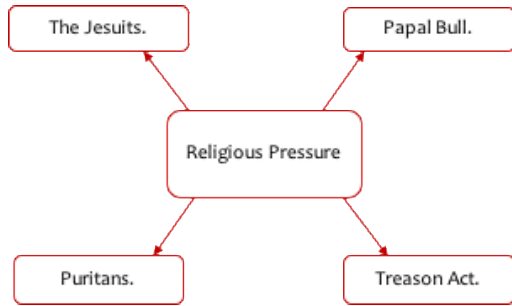 The Jesuits.
Papal Bull.
Religious Pressure
Puritans.
Treason Act.